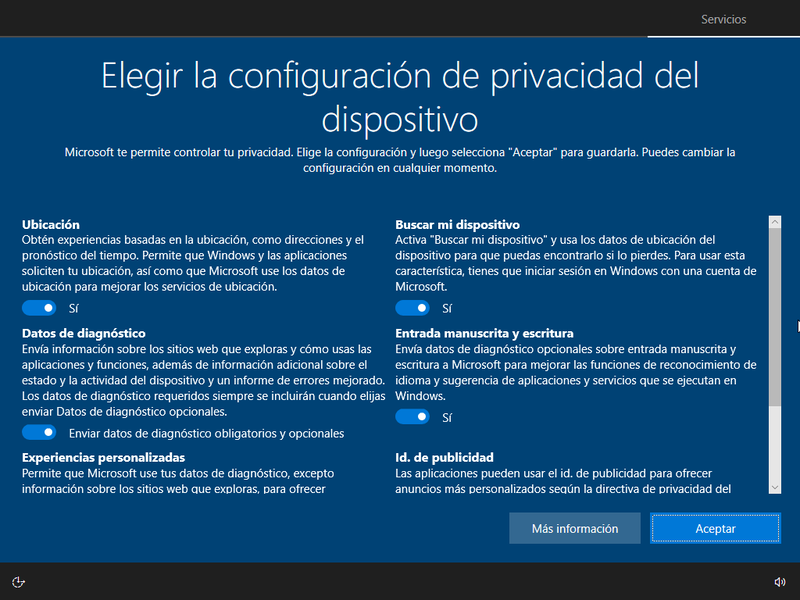 Servicios
Elegir la configuración de privacidad del
dispositivo
Microsoft te permite controlar tu privacidad. Elige la configuración y luego selecciona "Aceptar" para guardarla. Puedes cambiar la
configuración en cualquier momento.
Ubicación
Obtén experiencias basadas en la ubicación, como direcciones y el
pronóstico del tiempo. Permite que Windows y las aplicaciones
soliciten tu ubicación, así como que Microsoft use los datos de
ubicación para mejorar los servicios de ubicación.
Sí
Datos de diagnóstico
Envía información sobre los sitios web que exploras y cómo usas las
aplicaciones y funciones, además de información adicional sobre el
estado y la actividad del dispositivo y un informe de errores mejorado.
Los datos de diagnóstico requeridos siempre se incluirán cuando elijas
enviar Datos de diagnóstico opcionales.
Enviar datos de diagnóstico obligatorios y opcionales
Experiencias personalizadas
Permite que Microsoft use tus datos de diagnóstico, excepto
información sobre los sitios web que exploras, para ofrecer
Buscar mi dispositivo
Activa "Buscar mi dispositivo" y usa los datos de ubicación del
dispositivo para que puedas encontrarlo si lo pierdes. Para usar esta
característica, tienes que iniciar sesión en Windows con una cuenta de
Microsoft.
Sí
Entrada manuscrita y escritura
Envía datos de diagnóstico opcionales sobre entrada manuscrita y
escritura a Microsoft para mejorar las funciones de reconocimiento de
idioma y sugerencia de aplicaciones y servicios que se ejecutan en
Windows.
Sí
Id. de publicidad
Las aplicaciones pueden usar el id. de publicidad para ofrecer
anuncios más personalizados según la directiva de privacidad del
Más información
Aceptar